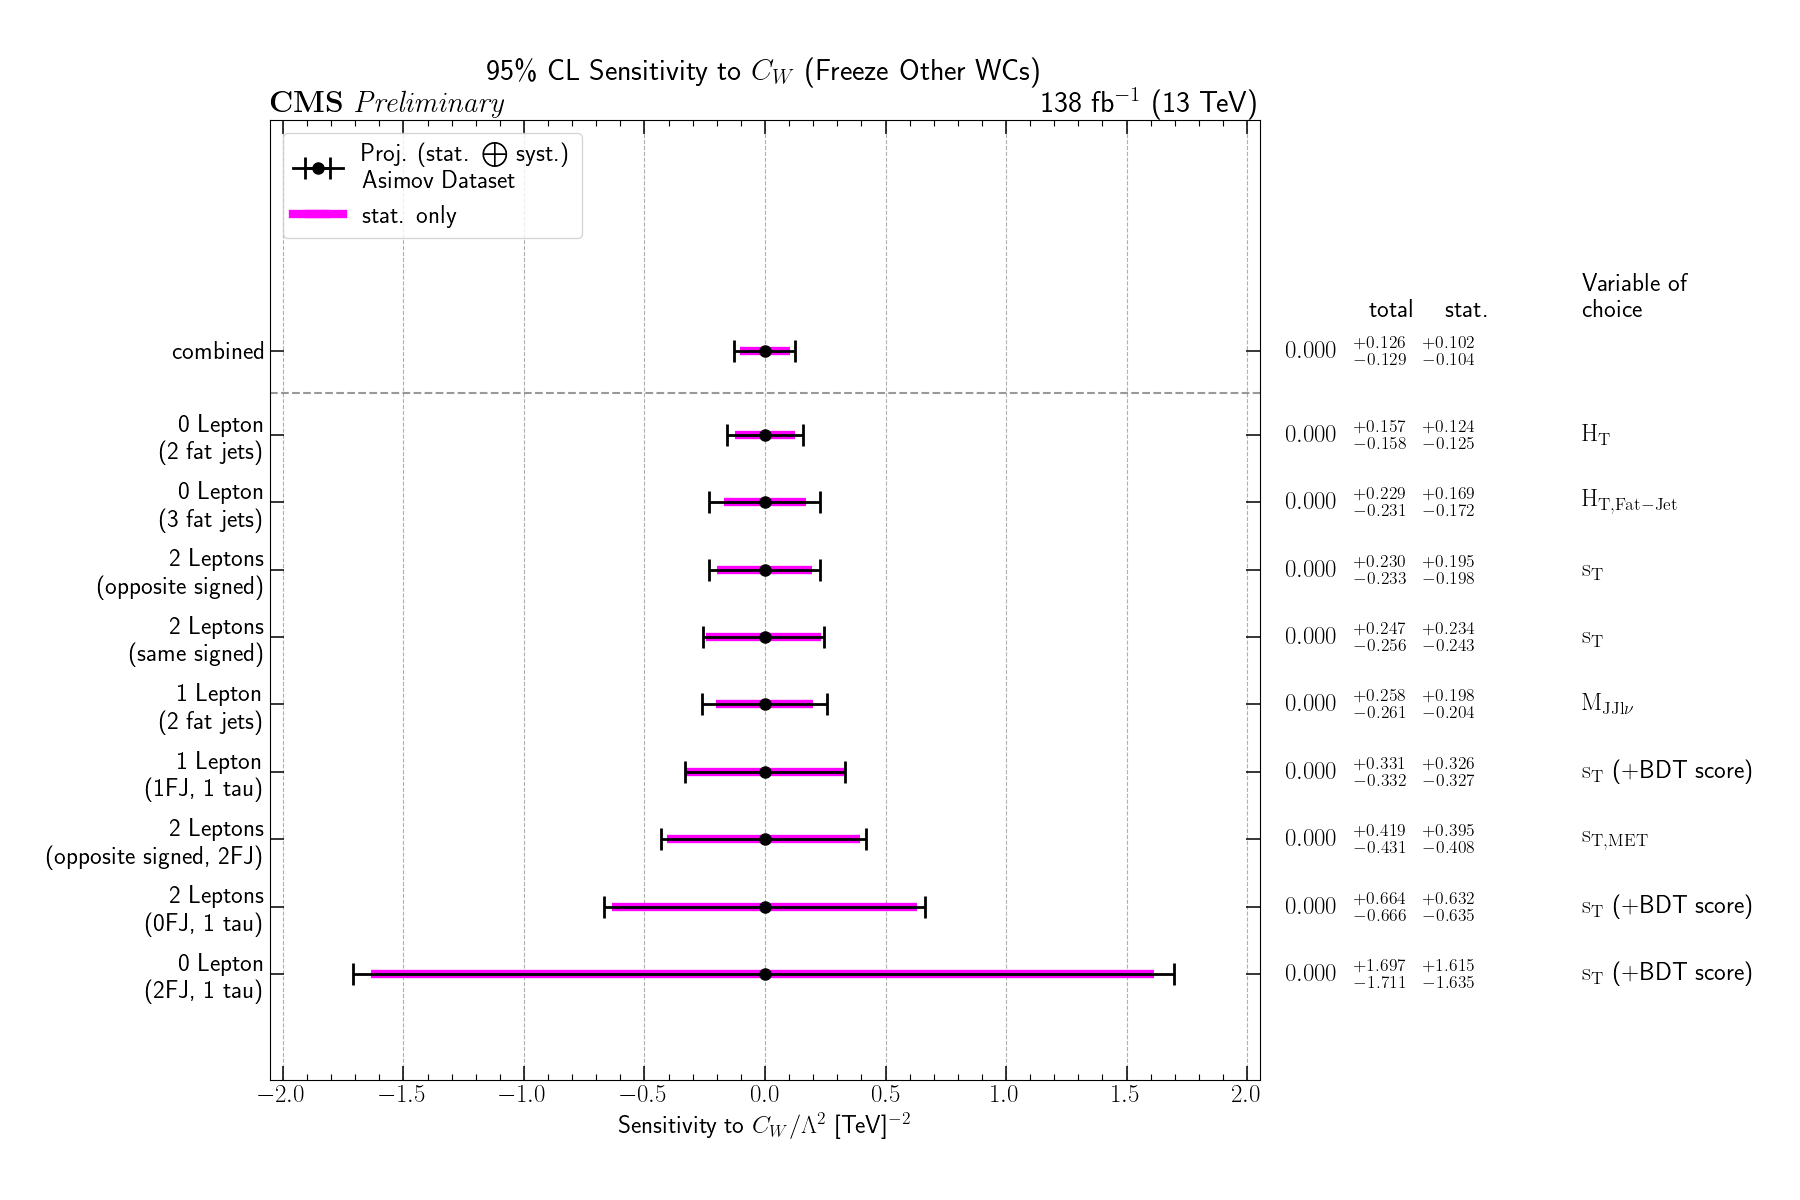 95% CL Sensitivity to C_W (Freeze Other WCs)
CMS Preliminary 138 fb⁻¹ (13 TeV)
Proj. (stat. ⨁ syst.)
Asimov Dataset
stat. only
Variable of
total stat. choice
combined 0.000 +0.126 −0.129 +0.102 −0.104
0 Lepton
(2 fat jets) 0.000 +0.157 −0.158 +0.124 −0.125 H_T
0 Lepton
(3 fat jets) 0.000 +0.229 −0.231 +0.169 −0.172 H_T,Fat−Jet
2 Leptons
(opposite signed) 0.000 +0.230 −0.233 +0.195 −0.198 s_T
2 Leptons
(same signed) 0.000 +0.247 −0.256 +0.234 −0.243 s_T
1 Lepton
(2 fat jets) 0.000 +0.258 −0.261 +0.198 −0.204 M_JJlν
1 Lepton
(1FJ, 1 tau) 0.000 +0.331 −0.332 +0.326 −0.327 s_T (+BDT score)
2 Leptons
(opposite signed, 2FJ) 0.000 +0.419 −0.431 +0.395 −0.408 s_T,MET
2 Leptons
(0FJ, 1 tau) 0.000 +0.664 −0.666 +0.632 −0.635 s_T (+BDT score)
0 Lepton
(2FJ, 1 tau) 0.000 +1.697 −1.711 +1.615 −1.635 s_T (+BDT score)
−2.0 −1.5 −1.0 −0.5 0.0 0.5 1.0 1.5 2.0
Sensitivity to C_W/Λ² [TeV]⁻²